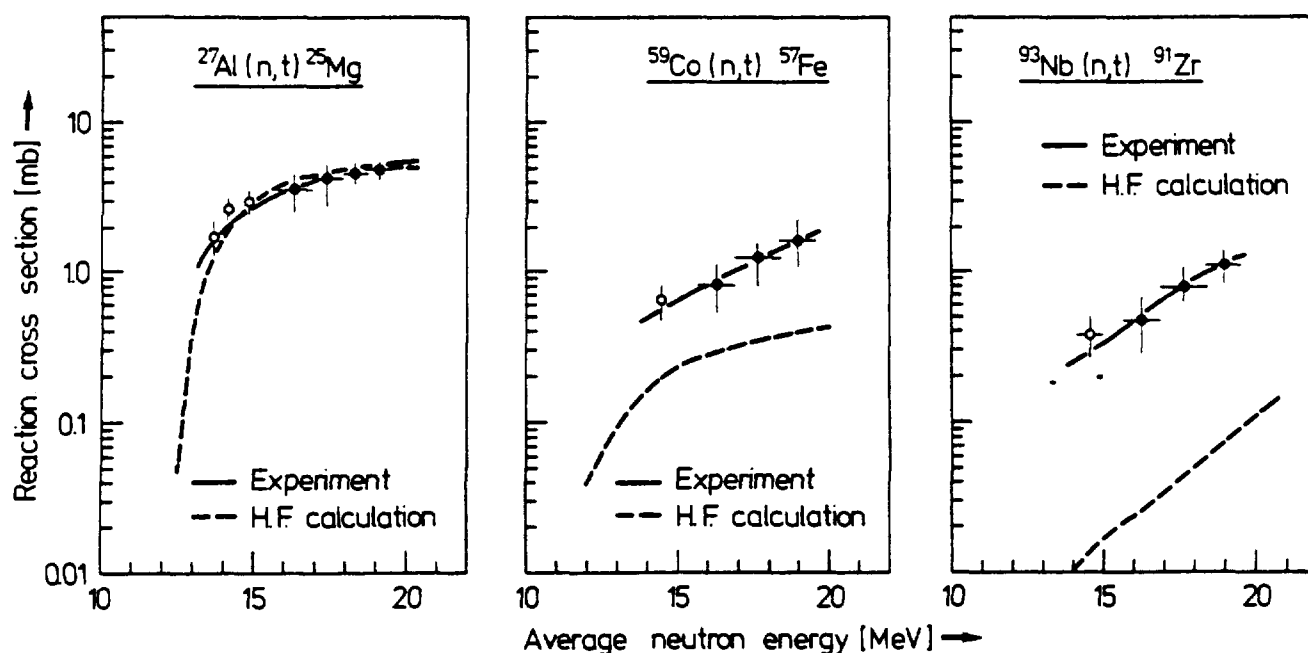 ²⁷Al(n,t) ²⁵Mg
⁵⁹Co(n,t) ⁵⁷Fe
⁹³Nb(n,t) ⁹¹Zr
Reaction cross section [mb]
10
1.0
0.1
0.01
Experiment
H.F. calculation
Experiment
H.F. calculation
Experiment
H.F. calculation
10 15 20
10 15 20
10 15 20
Average neutron energy [MeV]